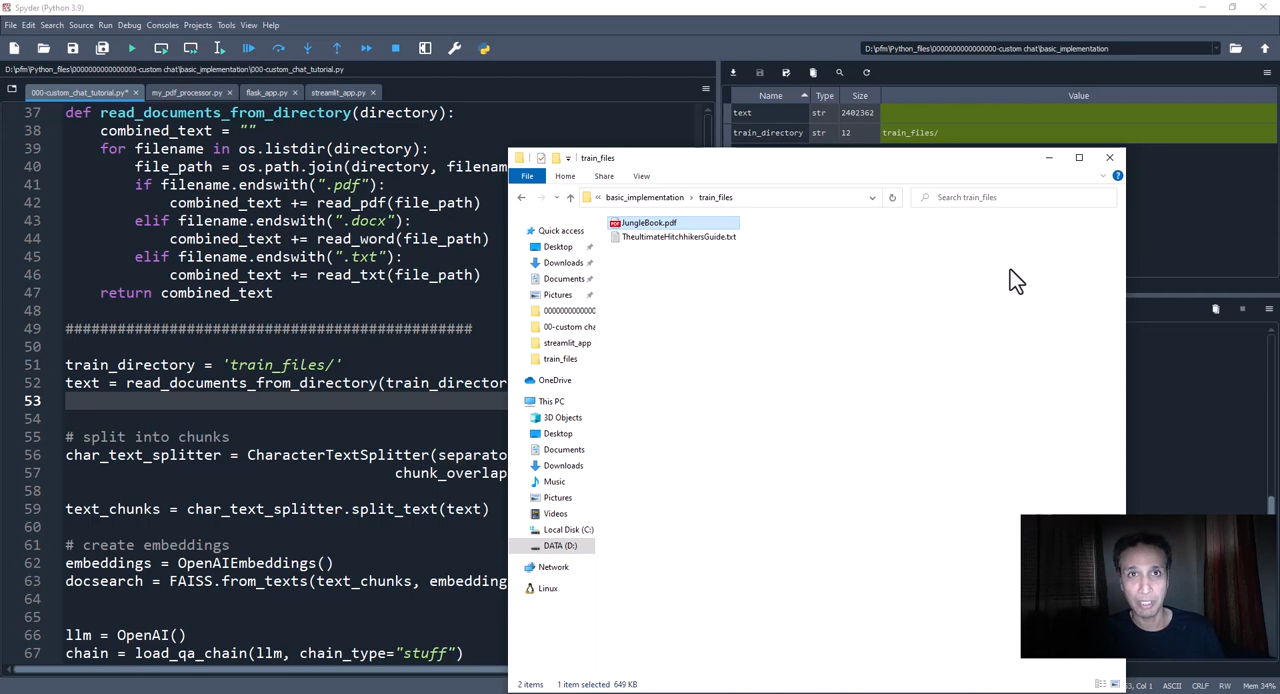 Spyder (Python 3.9)
File Edit Search Source Run Debug Consoles Projects Tools View Help
D:\pfm\Python_files\0000000000000000-custom chat\basic_implementation
D:\pfm\Python_files\0000000000000000-custom chat\basic_implementation\000-custom_chat_tutorial.py
000-custom_chat_tutorial.py* my_pdf_processor.py flask_app.py streamlit_app.py
37 def read_documents_from_directory(directory):
38 combined_text = ""
39 for filename in os.listdir(directory):
40 file_path = os.path.join(directory, filenam
41 if filename.endswith(".pdf"):
42 combined_text += read_pdf(file_path)
43 elif filename.endswith(".docx"):
44 combined_text += read_word(file_path)
45 elif filename.endswith(".txt"):
46 combined_text += read_txt(file_path)
47 return combined_text
48
49 #############################################
50
51 train_directory = 'train_files/'
52 text = read_documents_from_directory(train_director
53
54
55 # split into chunks
56 char_text_splitter = CharacterTextSplitter(separato
57 chunk_overlap
58
59 text_chunks = char_text_splitter.split_text(text)
60
61 # create embeddings
62 embeddings = OpenAIEmbeddings()
63 docsearch = FAISS.from_texts(text_chunks, embedding
64
65
66 llm = OpenAI()
67 chain = load_qa_chain(llm, chain_type="stuff")
Name Type Size Value
text str 2402362
train_directory str 12 train_files/
train_files
File Home Share View
basic_implementation train_files
Search train_files
Quick access
Desktop
Downloads
Documents
Pictures
000000000000
00-custom cha
streamlit_app
train_files
OneDrive
This PC
3D Objects
Desktop
Documents
Downloads
Music
Pictures
Videos
Local Disk (C:)
DATA (D:)
Network
Linux
JungleBook.pdf
TheultimateHitchhikersGuide.txt
2 items 1 item selected 649 KB
53, Col 1 ASCII CRLF RW Mem 34%